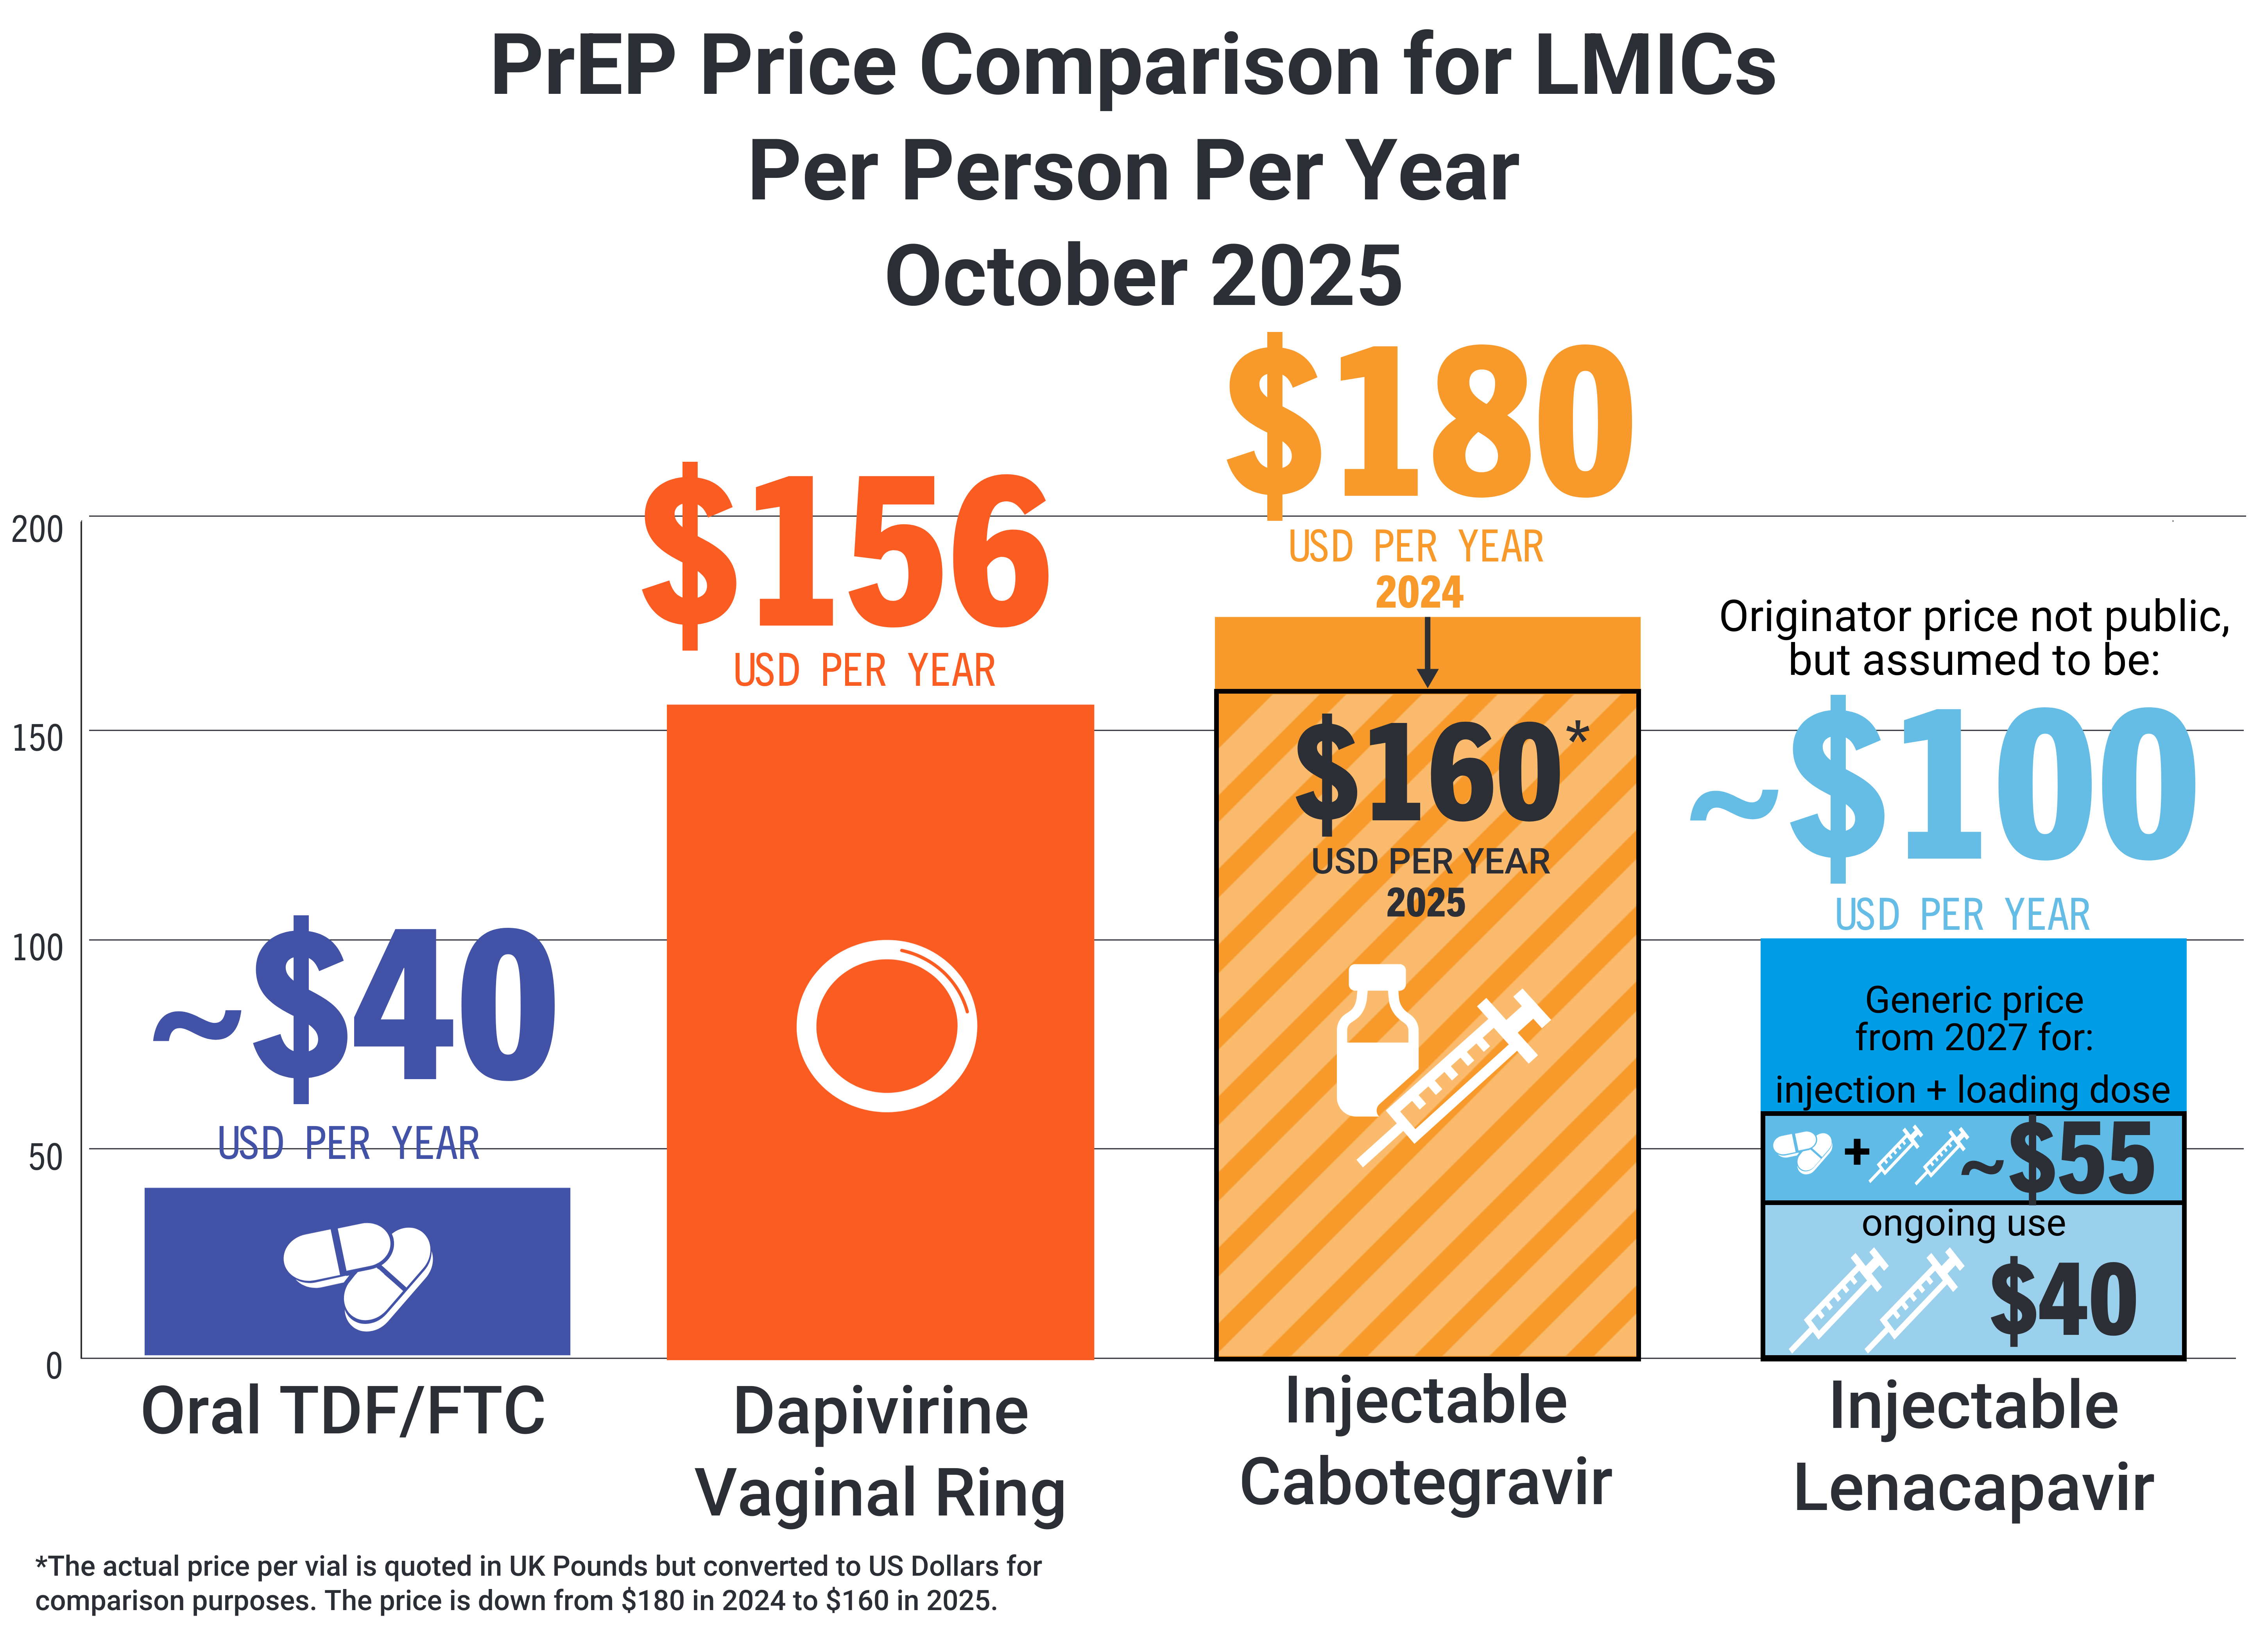 PrEP Price Comparison for LMICs
Per Person Per Year
October 2025
200
150
100
50
0
~$40
USD PER YEAR
Oral TDF/FTC
$156
USD PER YEAR
Dapivirine
Vaginal Ring
$180
USD PER YEAR
2024
$160*
USD PER YEAR
2025
Injectable
Cabotegravir
Originator price not public,
but assumed to be:
~$100
USD PER YEAR
Generic price
from 2027 for:
injection + loading dose
+ ~$55
ongoing use
$40
Injectable
Lenacapavir
*The actual price per vial is quoted in UK Pounds but converted to US Dollars for
comparison purposes. The price is down from $180 in 2024 to $160 in 2025.